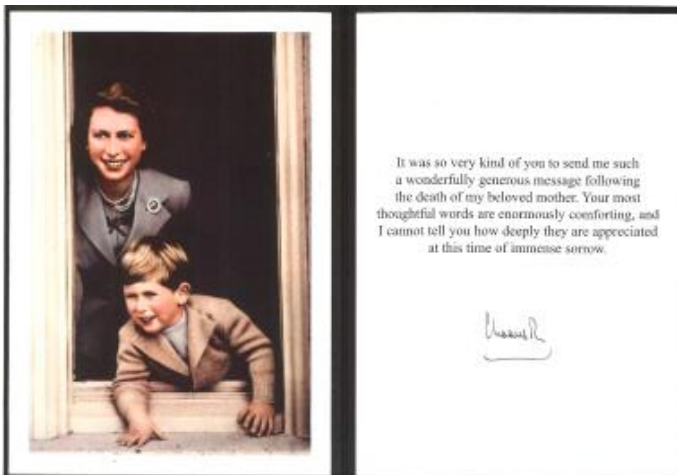 It was so very kind of you to send me such
a wonderfully generous message following
the death of my beloved mother. Your most
thoughtful words are enormously comforting, and
I cannot tell you how deeply they are appreciated
at this time of immense sorrow.
Charles R